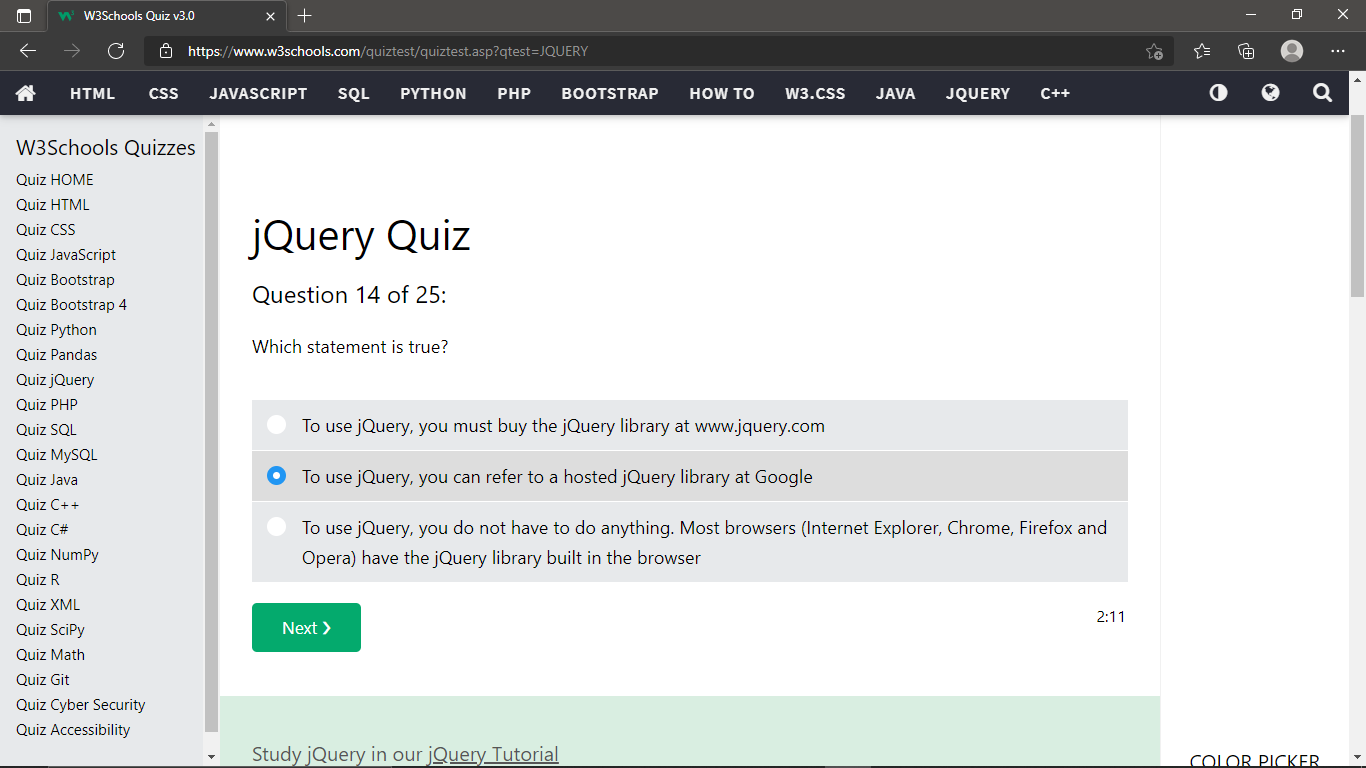 W3Schools Quiz v3.0
https://www.w3schools.com/quiztest/quiztest.asp?qtest=JQUERY
HTML CSS JAVASCRIPT SQL PYTHON PHP BOOTSTRAP HOW TO W3.CSS JAVA JQUERY C++
W3Schools Quizzes
Quiz HOME
Quiz HTML
Quiz CSS
Quiz JavaScript
Quiz Bootstrap
Quiz Bootstrap 4
Quiz Python
Quiz Pandas
Quiz jQuery
Quiz PHP
Quiz SQL
Quiz MySQL
Quiz Java
Quiz C++
Quiz C#
Quiz NumPy
Quiz R
Quiz XML
Quiz SciPy
Quiz Math
Quiz Git
Quiz Cyber Security
Quiz Accessibility
jQuery Quiz
Question 14 of 25:
Which statement is true?
To use jQuery, you must buy the jQuery library at www.jquery.com
To use jQuery, you can refer to a hosted jQuery library at Google
To use jQuery, you do not have to do anything. Most browsers (Internet Explorer, Chrome, Firefox and
Opera) have the jQuery library built in the browser
Next ❯
2:11
Study jQuery in our jQuery Tutorial
COLOR PICKER